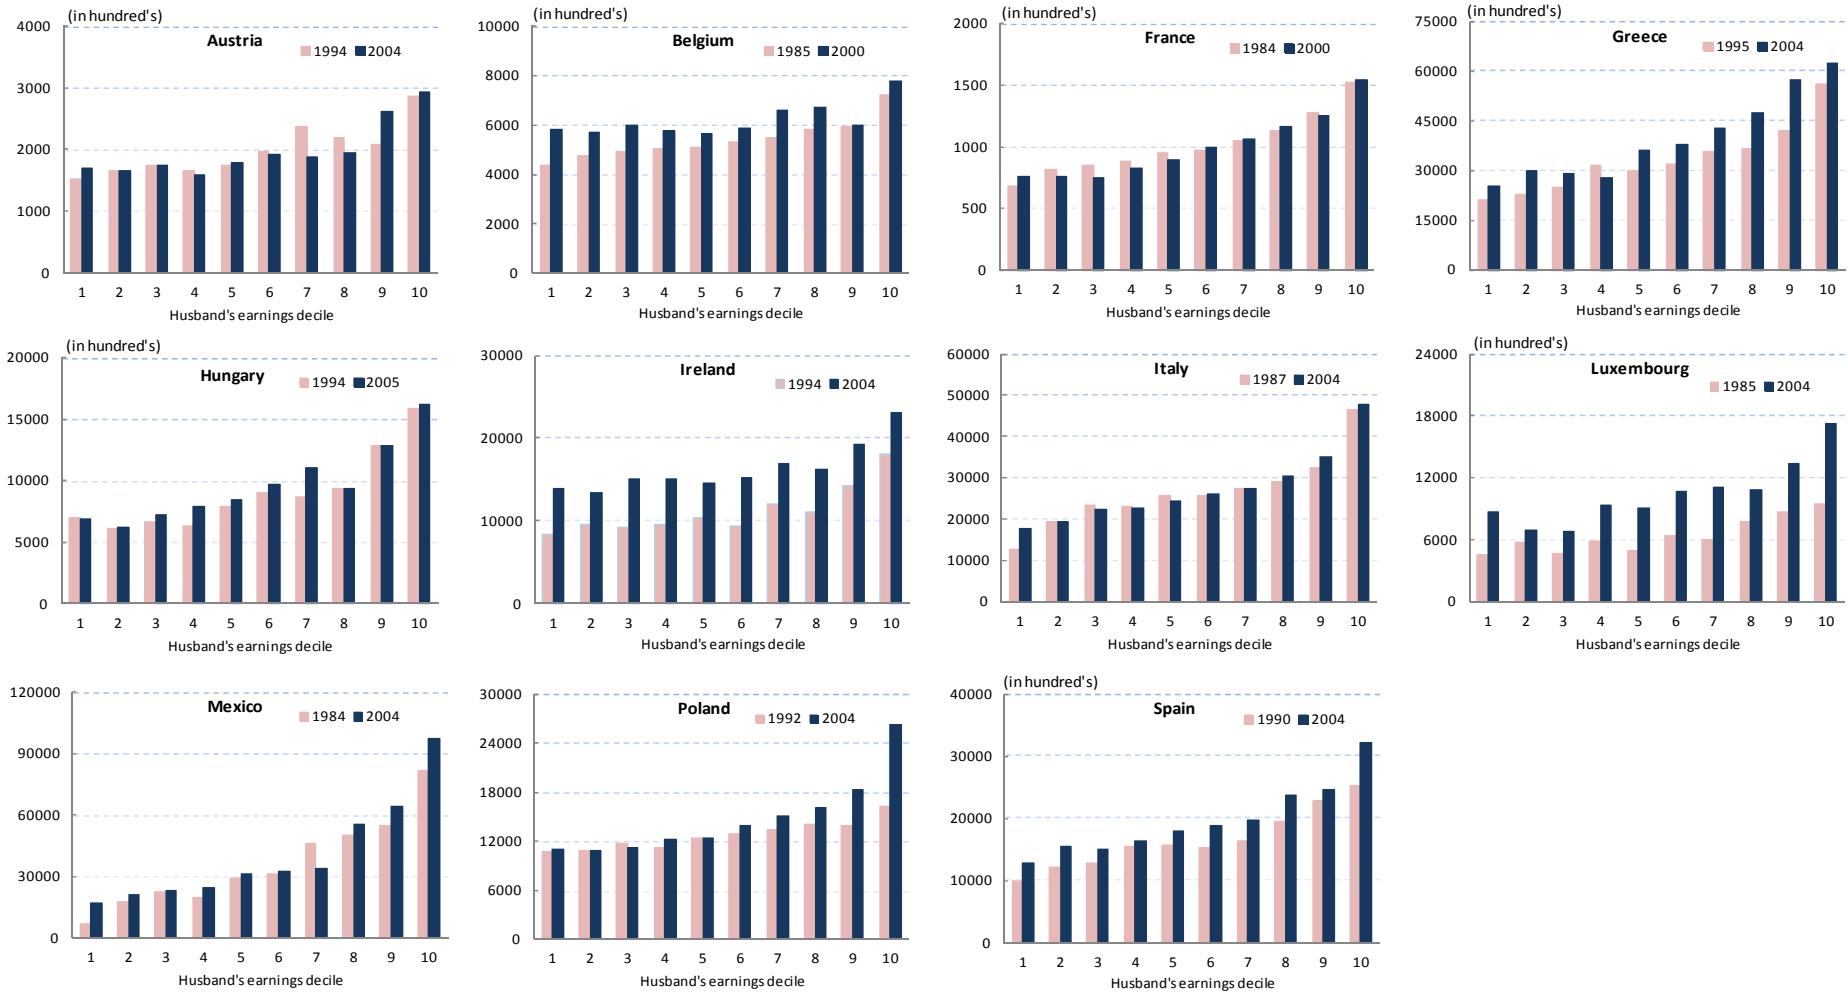 (in hundred's)
Austria
1994 2004
4000
3000
2000
1000
0
1 2 3 4 5 6 7 8 9 10
Husband's earnings decile
(in hundred's)
Belgium
1985 2000
10000
8000
6000
4000
2000
0
1 2 3 4 5 6 7 8 9 10
Husband's earnings decile
(in hundred's)
France
1984 2000
2000
1500
1000
500
0
1 2 3 4 5 6 7 8 9 10
Husband's earnings decile
(in hundred's)
Greece
1995 2004
75000
60000
45000
30000
15000
0
1 2 3 4 5 6 7 8 9 10
Husband's earnings decile
(in hundred's)
Hungary
1994 2005
20000
15000
10000
5000
0
1 2 3 4 5 6 7 8 9 10
Husband's earnings decile
Ireland
1994 2004
30000
20000
10000
0
1 2 3 4 5 6 7 8 9 10
Husband's earnings decile
Italy
1987 2004
60000
50000
40000
30000
20000
10000
0
1 2 3 4 5 6 7 8 9 10
Husband's earnings decile
(in hundred's)
Luxembourg
1985 2004
24000
18000
12000
6000
0
1 2 3 4 5 6 7 8 9 10
Husband's earnings decile
Mexico
1984 2004
120000
90000
60000
30000
0
1 2 3 4 5 6 7 8 9 10
Husband's earnings decile
Poland
1992 2004
30000
24000
18000
12000
6000
0
1 2 3 4 5 6 7 8 9 10
Husband's earnings decile
(in hundred's)
Spain
1990 2004
40000
30000
20000
10000
0
1 2 3 4 5 6 7 8 9 10
Husband's earnings decile